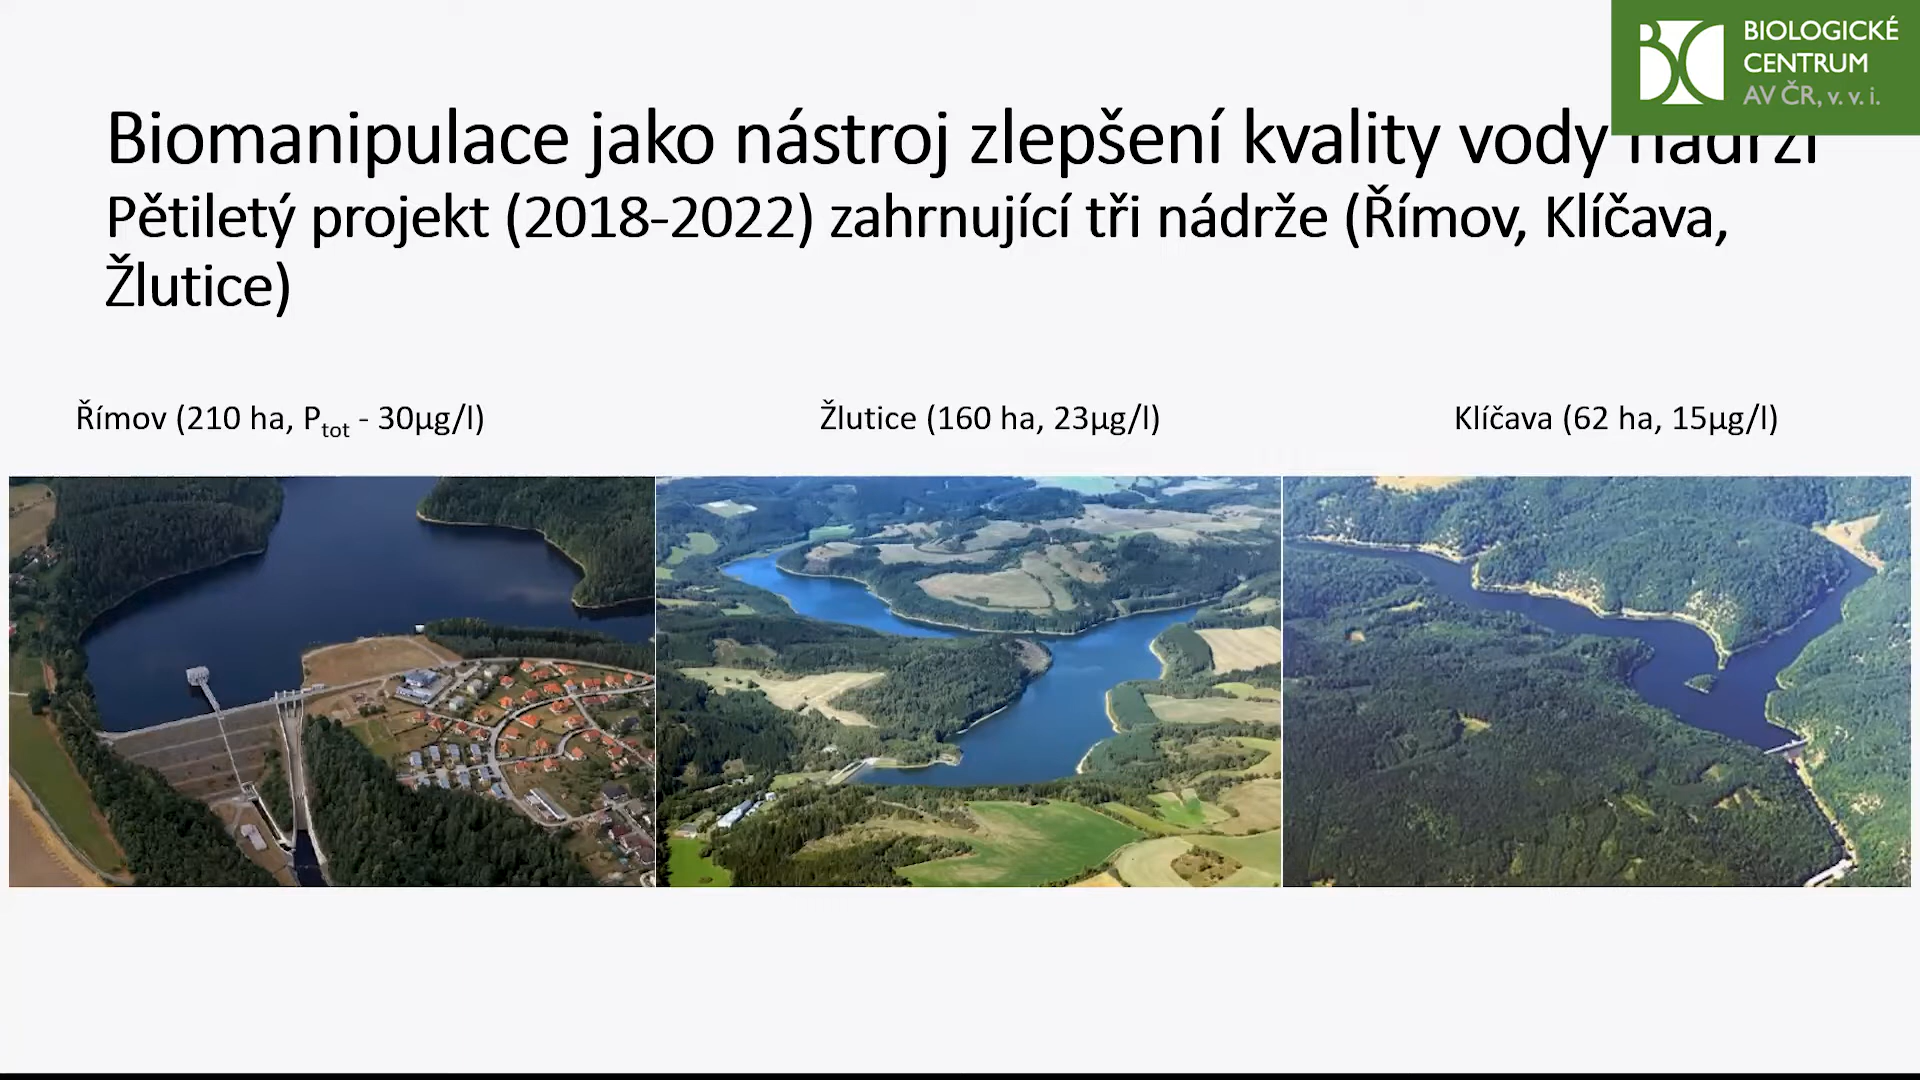 BIOLOGICKÉ
CENTRUM
AV ČR, v. v. i.
Biomanipulace jako nástroj zlepšení kvality vody nádrží
Pětiletý projekt (2018-2022) zahrnující tři nádrže (Římov, Klíčava,
Žlutice)
Římov (210 ha, Ptot - 30µg/l)
Žlutice (160 ha, 23µg/l)
Klíčava (62 ha, 15µg/l)